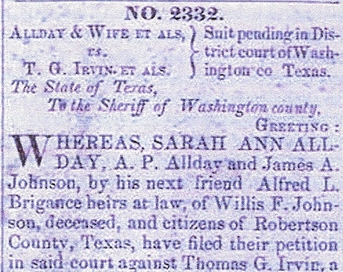 NO. 2332.
ALLDAY & WIFE ET ALS, } Suit pending in Dis-
vs. } trict court of Wash-
T. G. IRVIN. ET ALS. } ington co Texas.
The State of Texas,
To the Sheriff of Washington county,
GREETING :
WHEREAS, SARAH ANN ALL-
DAY, A. P. Allday and James A.
Johnson, by his next friend Alfred L.
Brigance heirs at law, of Willis F. John-
son, deceased, and citizens of Robertson
County, Texas, have filed their petition
in said court against Thomas G. Irvin, a